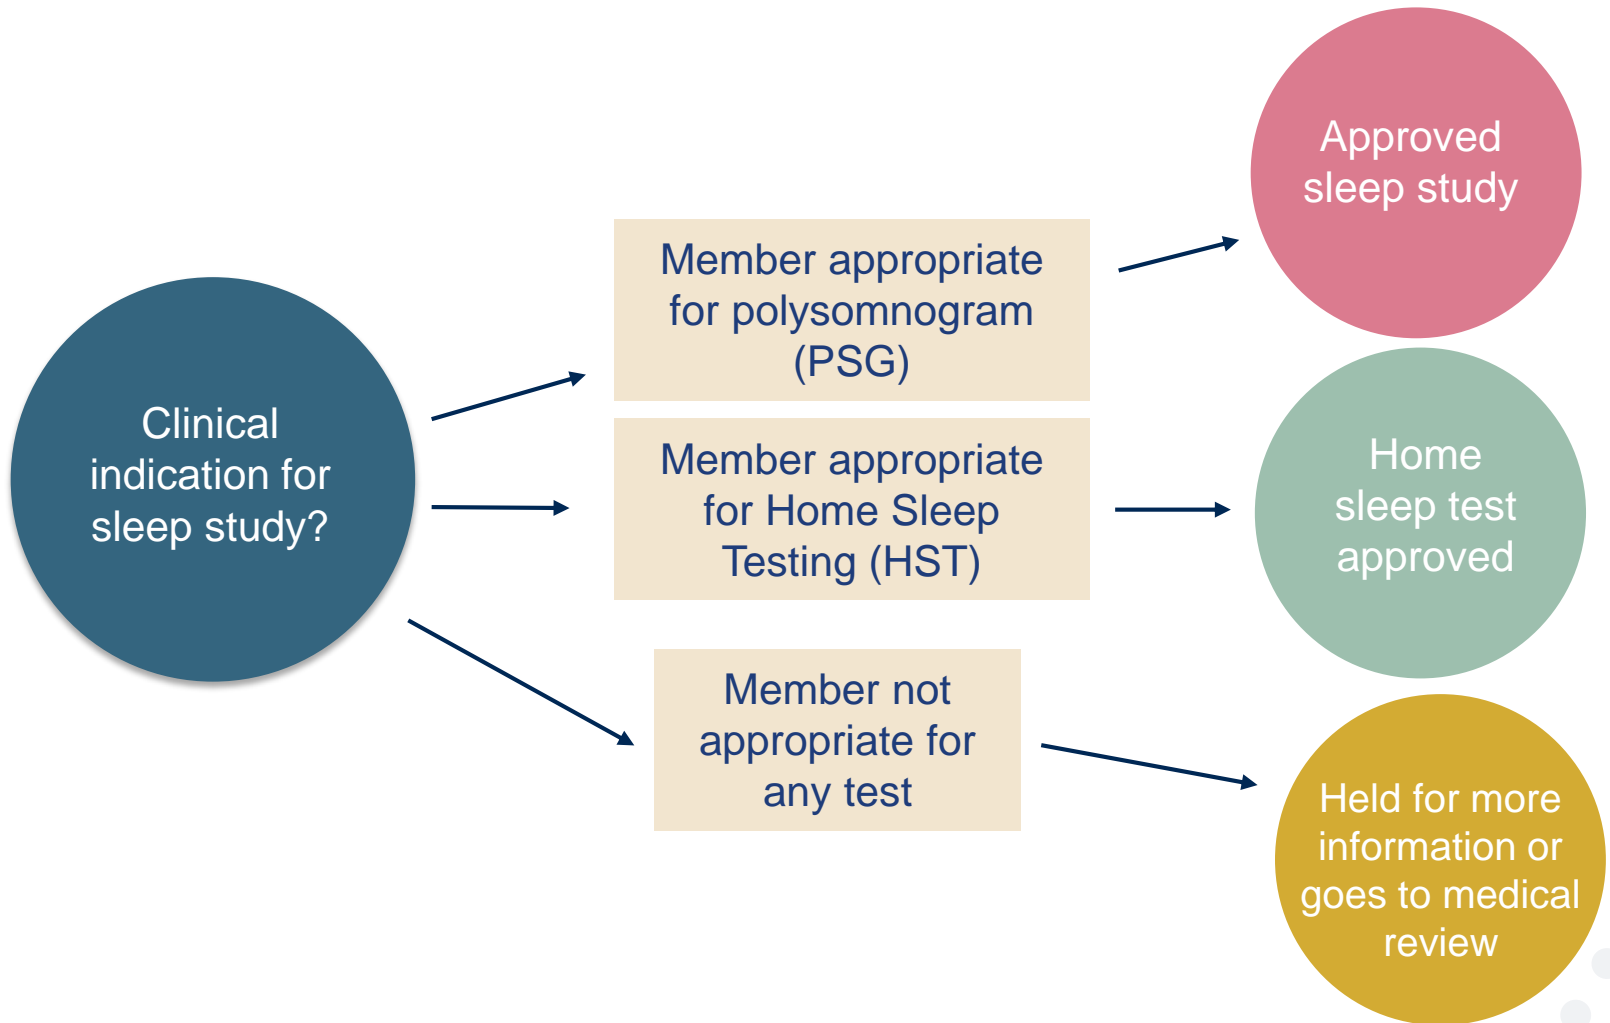 Clinical
indication for
sleep study?
Member appropriate
for polysomnogram
(PSG)
Member appropriate
for Home Sleep
Testing (HST)
Member not
appropriate for
any test
Approved
sleep study
Home
sleep test
approved
Held for more
information or
goes to medical
review